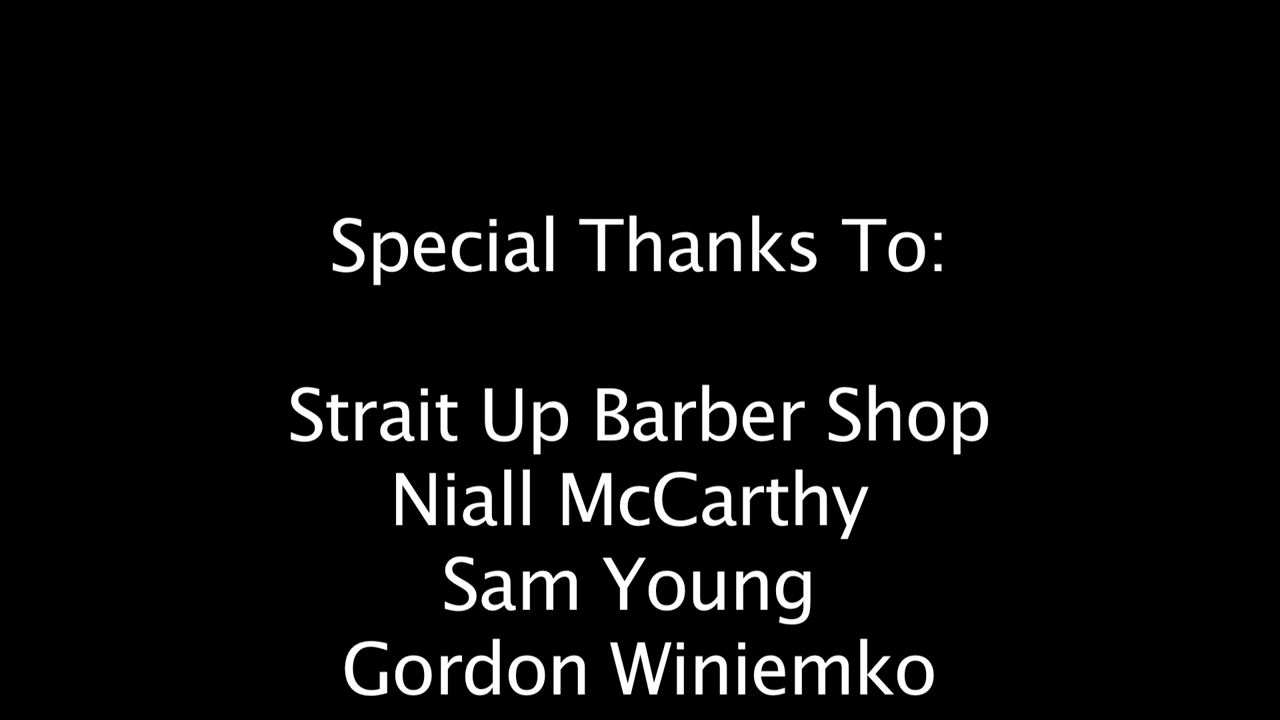 Special Thanks To:
Strait Up Barber Shop
Niall McCarthy
Sam Young
Gordon Winiemko